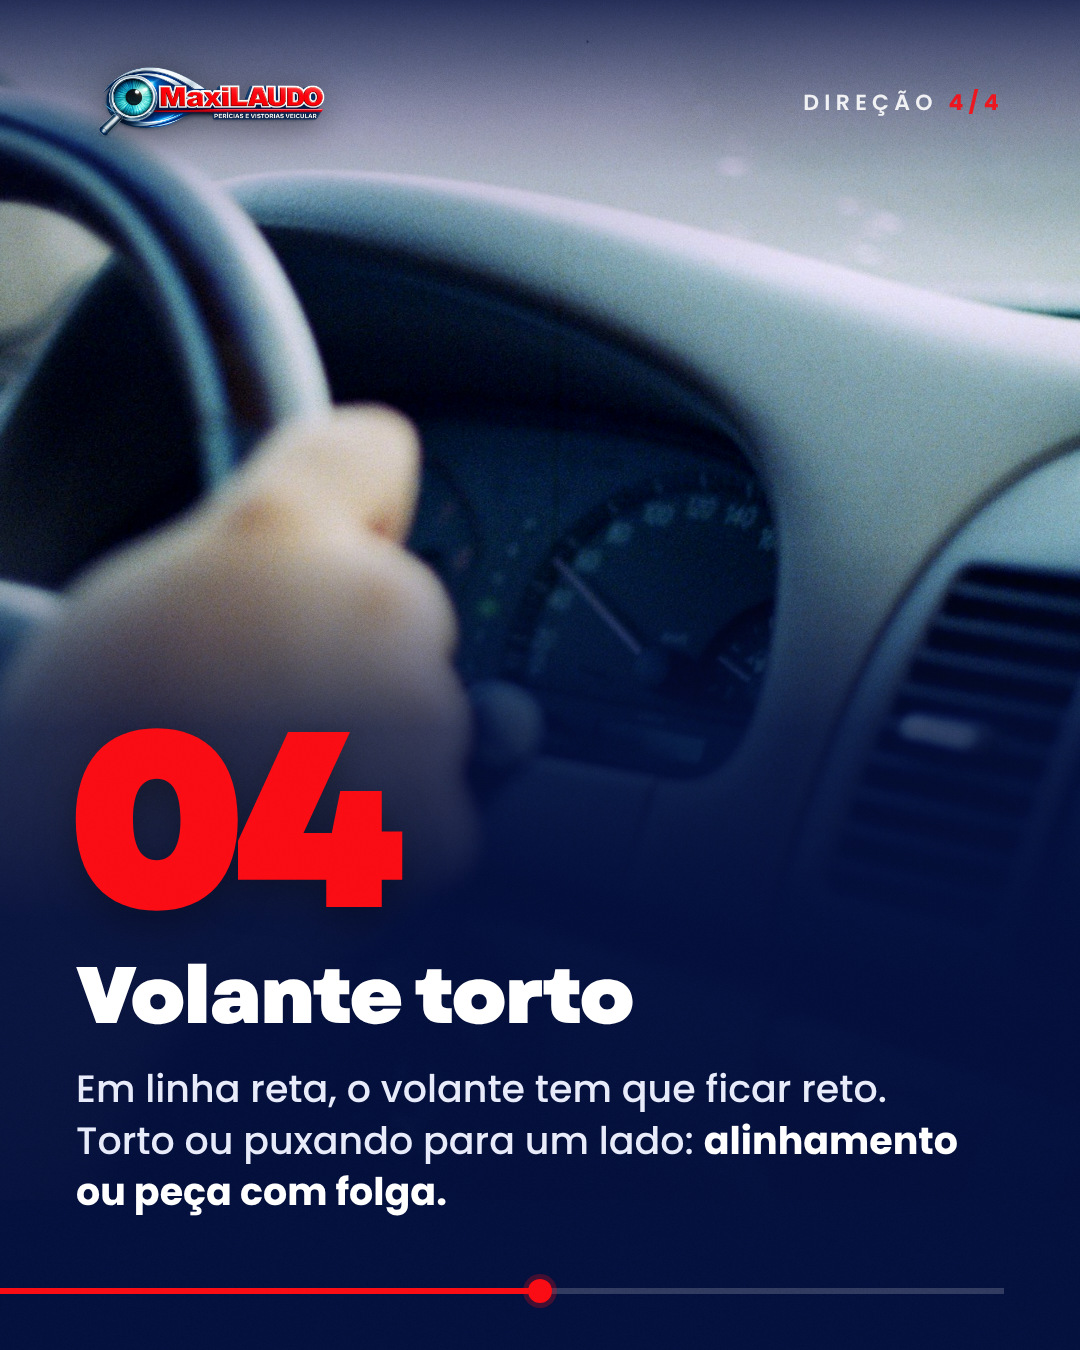 MaxiLAUDO
PERÍCIAS E VISTORIAS VEICULAR
DIREÇÃO 4/4
04
Volante torto
Em linha reta, o volante tem que ficar reto.
Torto ou puxando para um lado: alinhamento
ou peça com folga.